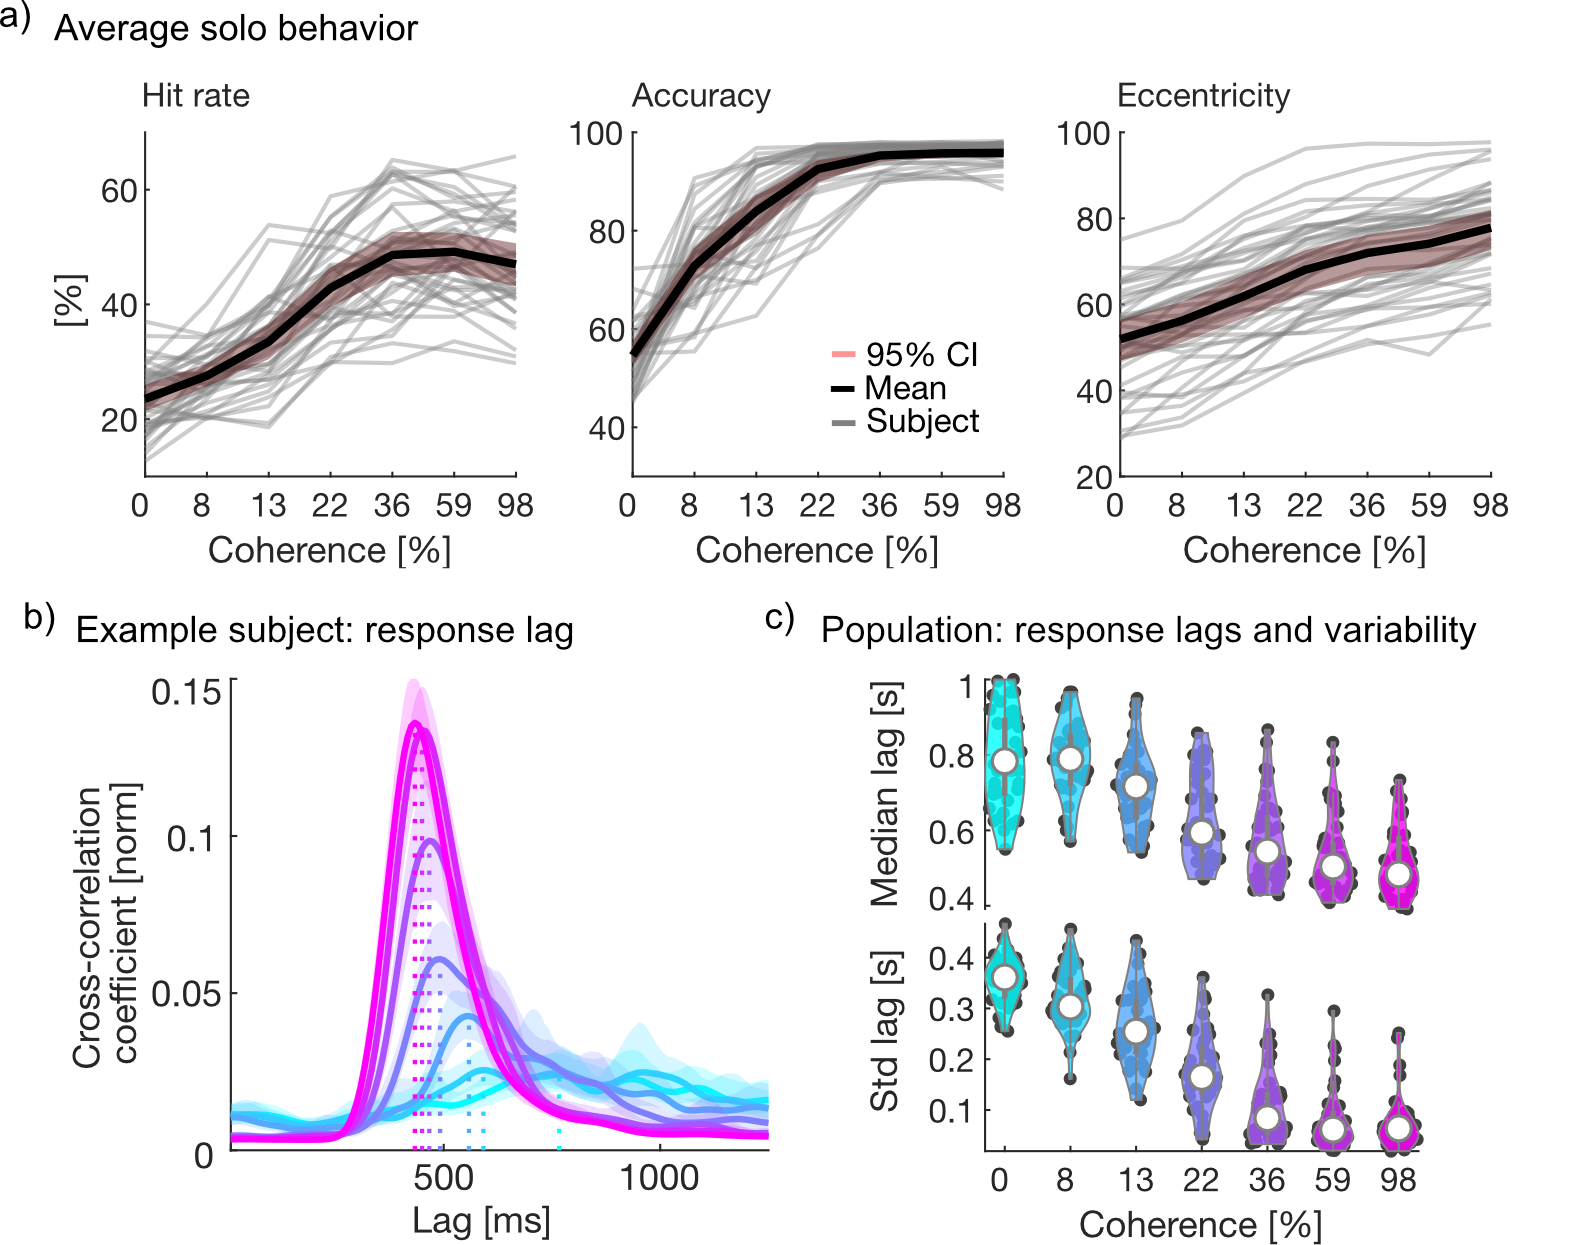 a) Average solo behavior
Hit rate
Accuracy
Eccentricity
[%]
60
40
20
0 8 13 22 36 59 98
Coherence [%]
100
80
60
40
0 8 13 22 36 59 98
Coherence [%]
95% CI
Mean
Subject
100
80
60
40
20
0 8 13 22 36 59 98
Coherence [%]
b) Example subject: response lag
Cross-correlation
coefficient [norm]
0.15
0.1
0.05
0
500 1000
Lag [ms]
c) Population: response lags and variability
Median lag [s]
1
0.8
0.6
0.4
Std lag [s]
0.4
0.3
0.2
0.1
0 8 13 22 36 59 98
Coherence [%]